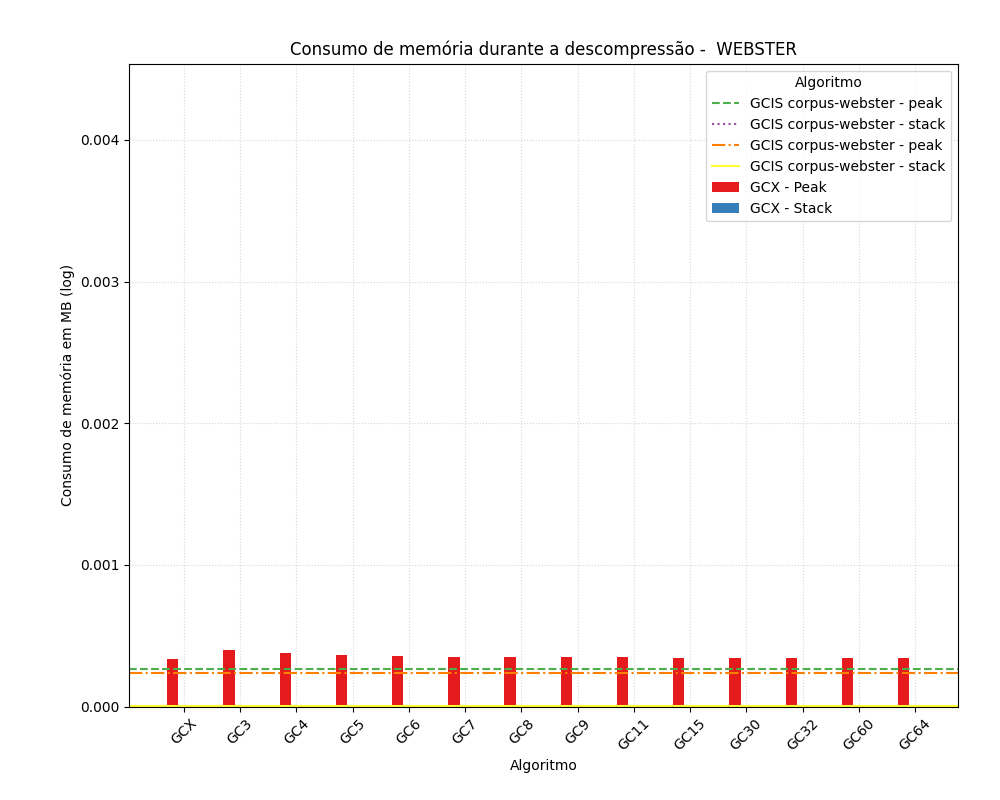 Consumo de memória durante a descompressão -  WEBSTER
Algoritmo
GCIS corpus-webster - peak
GCIS corpus-webster - stack
GCIS corpus-webster - peak
GCIS corpus-webster - stack
GCX - Peak
GCX - Stack
Consumo de memória em MB (log)
0.004
0.003
0.002
0.001
0.000
GCX
GC3
GC4
GC5
GC6
GC7
GC8
GC9
GC11
GC15
GC30
GC32
GC60
GC64
Algoritmo